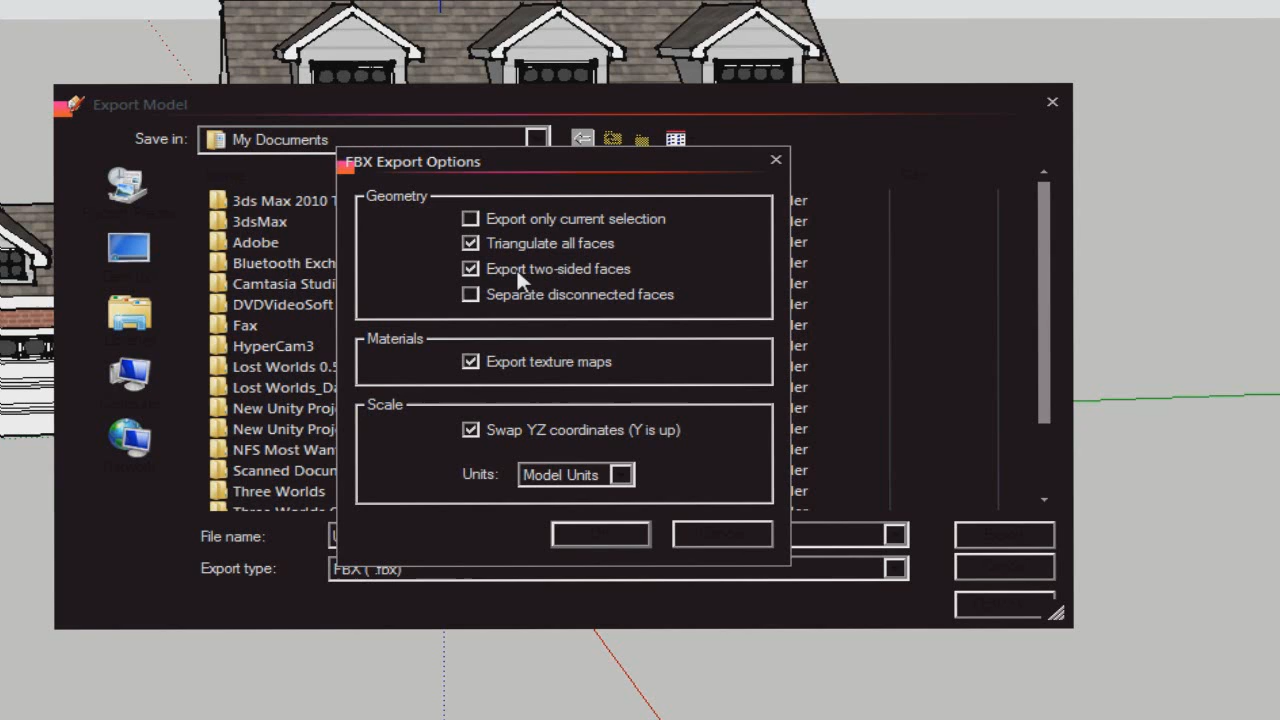 Export Model
Save in:
My Documents
FBX Export Options
Geometry
Export only current selection
Triangulate all faces
Export two-sided faces
Separate disconnected faces
Materials
Export texture maps
Scale
Swap YZ coordinates (Y is up)
Units:
Model Units
3ds Max 2010
3dsMax
Adobe
Bluetooth Exch
Camtasia Studi
DVDVideoSoft
Fax
HyperCam3
Lost Worlds 0.5
Lost Worlds_Da
New Unity Proj
New Unity Proj
NFS Most Wan
Scanned Docun
Three Worlds
File name:
Export type:
FBX (*.fbx)